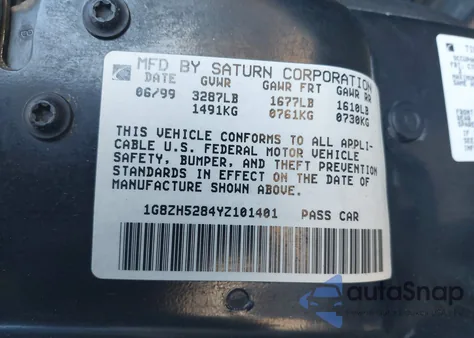 MFD BY SATURN CORPORATION
DATE GVWR GAWR FRT GAWR RR
06/99 3287LB 1677LB 1610LB
1491KG 0761KG 0730KG
THIS VEHICLE CONFORMS TO ALL APPLI-
CABLE U.S. FEDERAL MOTOR VEHICLE
SAFETY, BUMPER, AND THEFT PREVENTION
STANDARDS IN EFFECT ON THE DATE OF
MANUFACTURE SHOWN ABOVE.
1G8ZH5284YZ101401 PASS CAR
autoSnap